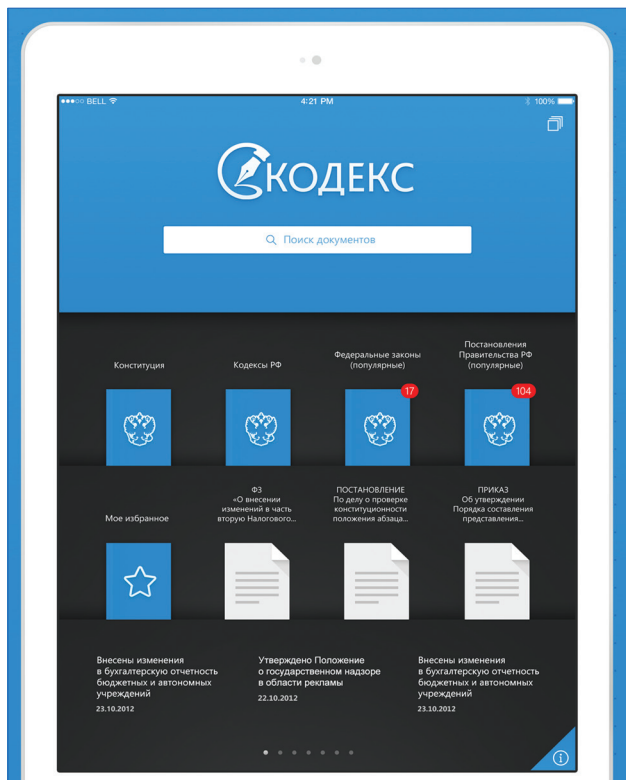 BELL 4:21 PM 100%
КОДЕКС
Поиск документов
Конституция
Кодексы РФ
Федеральные законы
(популярные)
Постановления
Правительства РФ
(популярные)
17
104
Мое избранное
ФЗ
«О внесении
изменений в часть
вторую Налогового...
ПОСТАНОВЛЕНИЕ
По делу о проверке
конституционности
положения абзаца...
ПРИКАЗ
Об утверждении
Порядка составления
представления...
Внесены изменения
в бухгалтерскую отчетность
бюджетных и автономных
учреждений
23.10.2012
Утверждено Положение
о государственном надзоре
в области рекламы
22.10.2012
Внесены изменения
в бухгалтерскую отчетность
бюджетных и автономных
учреждений
23.10.2012